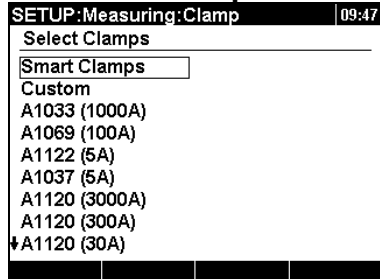 SETUP:Measuring:Clamp 09:47
Select Clamps
Smart Clamps
Custom
A1033 (1000A)
A1069 (100A)
A1122 (5A)
A1037 (5A)
A1120 (3000A)
A1120 (300A)
A1120 (30A)